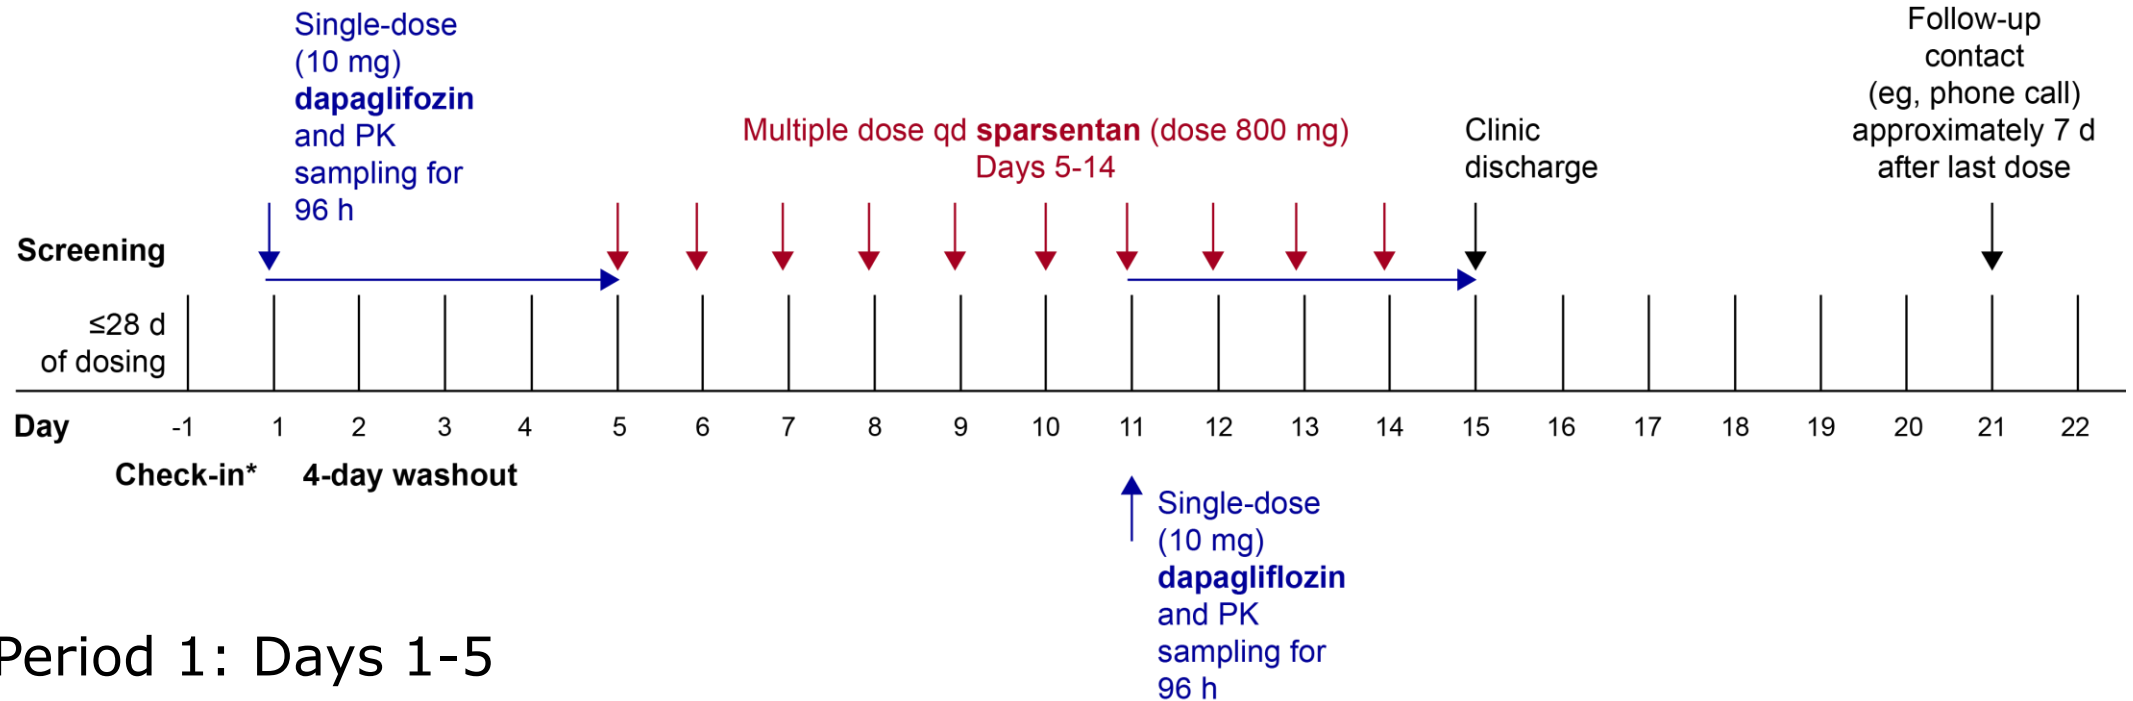 Single-dose
(10 mg)
dapaglifozin
and PK
sampling for
96 h
Multiple dose qd sparsentan (dose 800 mg)
Days 5-14
Clinic
discharge
Follow-up
contact
(eg, phone call)
approximately 7 d
after last dose
Screening
≤28 d
of dosing
Day -1 1 2 3 4 5 6 7 8 9 10 11 12 13 14 15 16 17 18 19 20 21 22
Check-in* 4-day washout
Single-dose
(10 mg)
dapagliflozin
and PK
sampling for
96 h
Period 1: Days 1-5